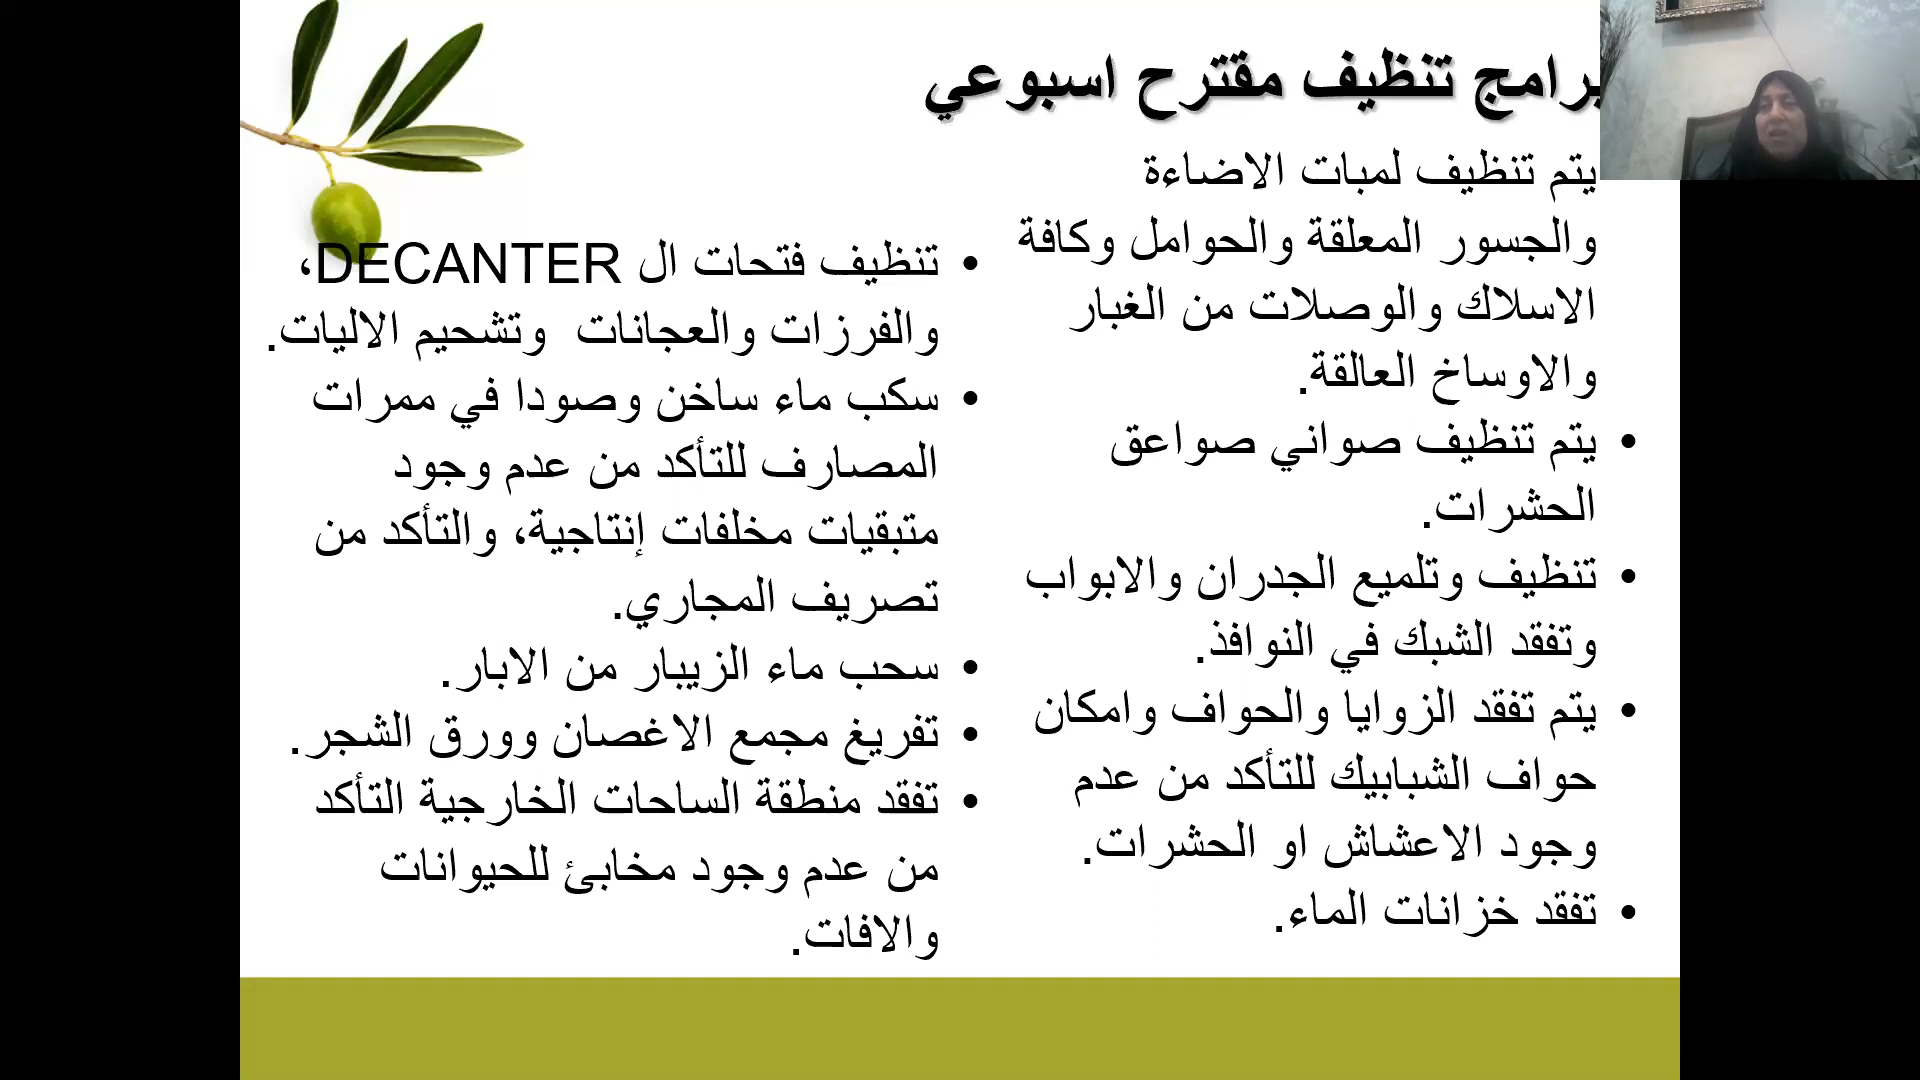 برامج تنظيف مقترح اسبوعي
يتم تنظيف لمبات الاضاءة
والجسور المعلقة والحوامل وكافة
الاسلاك والوصلات من الغبار
والاوساخ العالقة.
• يتم تنظيف صواني صواعق
الحشرات.
• تنظيف وتلميع الجدران والابواب
وتفقد الشبك في النوافذ.
• يتم تفقد الزوايا والحواف وامكان
حواف الشبابيك للتأكد من عدم
وجود الاعشاش او الحشرات.
• تفقد خزانات الماء.
• تنظيف فتحات ال DECANTER،
والفرزات والعجانات وتشحيم الاليات.
• سكب ماء ساخن وصودا في ممرات
المصارف للتأكد من عدم وجود
متبقيات مخلفات إنتاجية، والتأكد من
تصريف المجاري.
• سحب ماء الزيبار من الابار.
• تفريغ مجمع الاغصان وورق الشجر.
• تفقد منطقة الساحات الخارجية التأكد
من عدم وجود مخابئ للحيوانات
والافات.